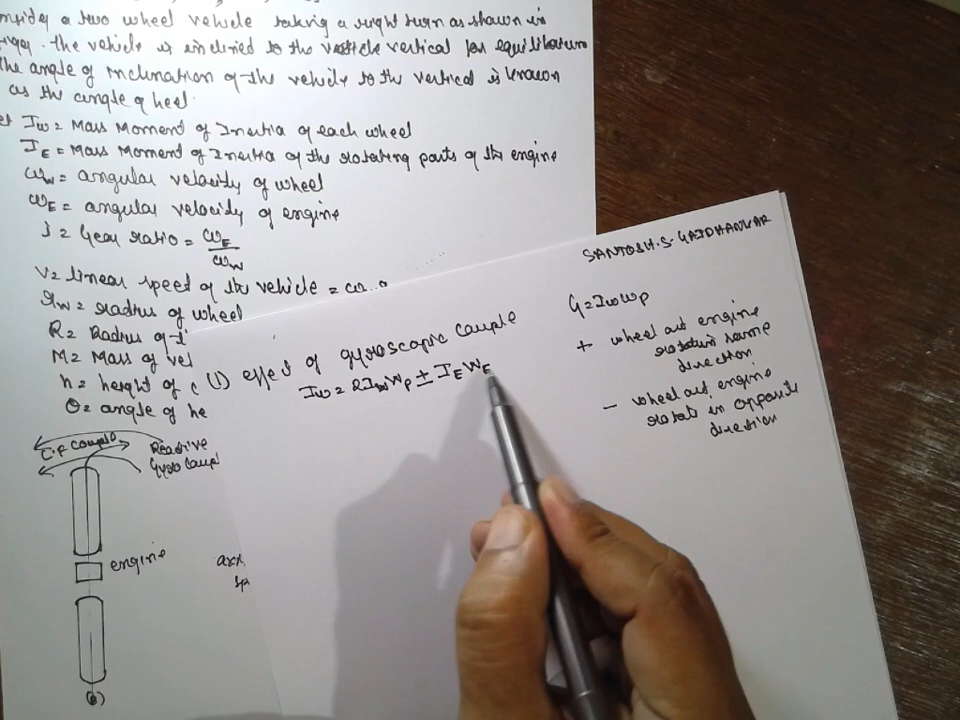 a two wheel vehicle taking a right turn as shown in
the vehicle is inclined to the vertical for equilibrium
The angle of inclination of the vehicle to the vertical is known
as the angle of heel.
Iw = Mass Moment of Inertia of each wheel
IE = Mass Moment of Inertia of the rotating parts of the engine
ωw = angular velocity of wheel
ωE = angular velocity of engine
Gear ratio = ωE/ωw
V = linear speed of the vehicle = ω
rw = radius of wheel
R = Radius of
M = Mass of
h = height of
θ = angle of he
C.F couple
Reactive
Gyro Coupl
engine
(B)
SANTOSH.S.GAIDHANKAR
(1) effect of gyroscopic couple
Iω = 2IwWp ± IEWE
G = Iωωp
+ wheel and engine
rotate in same
direction
− wheel and engine
rotate in opposite
direction